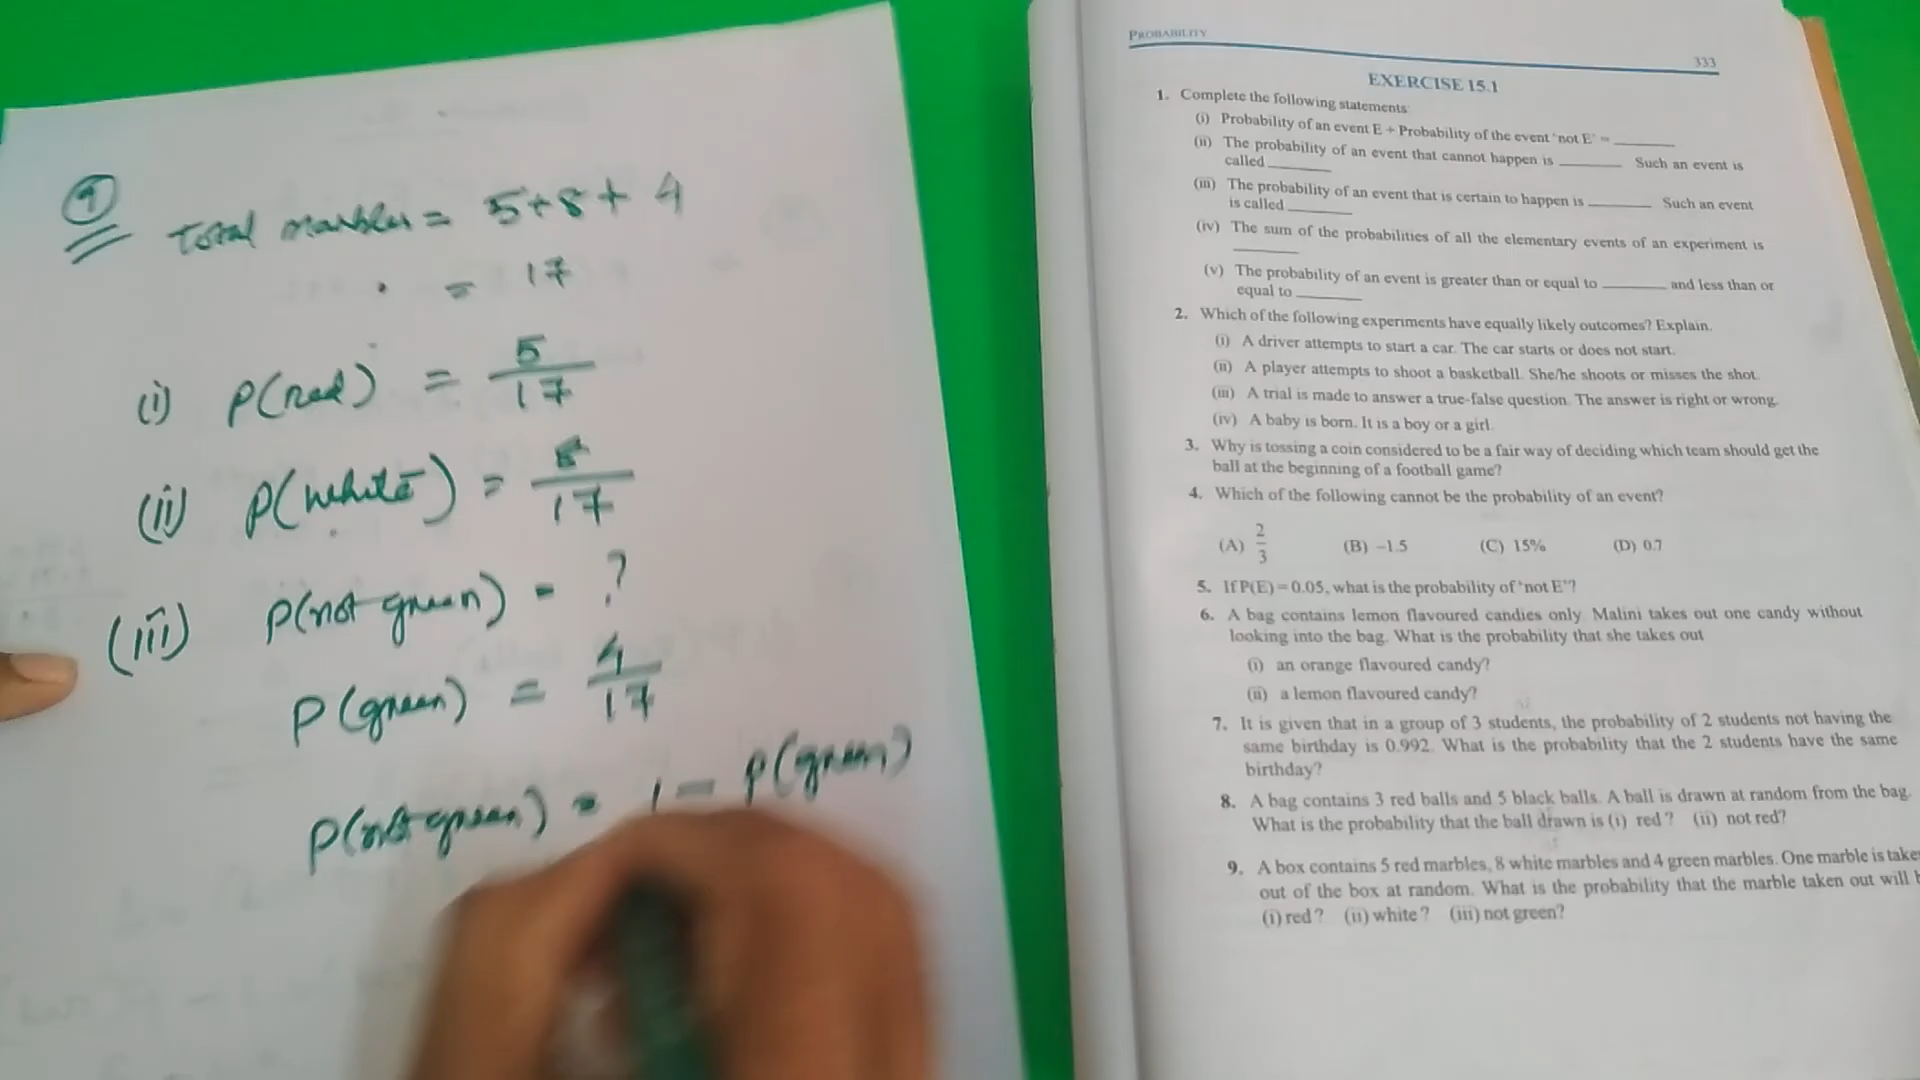 9
Total marbles = 5+8+ 4
= 17
(i) P(red) = 5/17
(ii) P(white) = 8/17
(iii) P(not green) = ?
P(green) = 4/17
P(not green) = 1 - P(green)
PROBABILITY 333
EXERCISE 15.1
1. Complete the following statements:
(i) Probability of an event E + Probability of the event 'not E' = ______
(ii) The probability of an event that cannot happen is ______ Such an event is
called ______
(iii) The probability of an event that is certain to happen is ______ Such an event
is called ______
(iv) The sum of the probabilities of all the elementary events of an experiment is
______
(v) The probability of an event is greater than or equal to ______ and less than or
equal to ______
2. Which of the following experiments have equally likely outcomes? Explain.
(i) A driver attempts to start a car. The car starts or does not start.
(ii) A player attempts to shoot a basketball. She/he shoots or misses the shot.
(iii) A trial is made to answer a true-false question. The answer is right or wrong.
(iv) A baby is born. It is a boy or a girl.
3. Why is tossing a coin considered to be a fair way of deciding which team should get the
ball at the beginning of a football game?
4. Which of the following cannot be the probability of an event?
(A) 2/3 (B) –1.5 (C) 15% (D) 0.7
5. If P(E) = 0.05, what is the probability of 'not E'?
6. A bag contains lemon flavoured candies only. Malini takes out one candy without
looking into the bag. What is the probability that she takes out
(i) an orange flavoured candy?
(ii) a lemon flavoured candy?
7. It is given that in a group of 3 students, the probability of 2 students not having the
same birthday is 0.992. What is the probability that the 2 students have the same
birthday?
8. A bag contains 3 red balls and 5 black balls. A ball is drawn at random from the bag.
What is the probability that the ball drawn is (i) red ? (ii) not red?
9. A box contains 5 red marbles, 8 white marbles and 4 green marbles. One marble is take
out of the box at random. What is the probability that the marble taken out will
(i) red ? (ii) white ? (iii) not green?